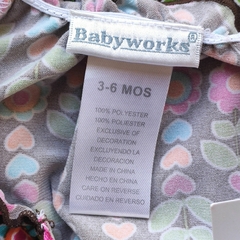 Babyworks®
3-6 MOS
100% POLYESTER
100% POLIESTER
EXCLUSIVE OF
DECORATION
EXCLUYENDO LA
DECORACION
MADE IN CHINA
HECHO EN CHINA
CARE ON REVERSE
CUIDADO EN REVERSO